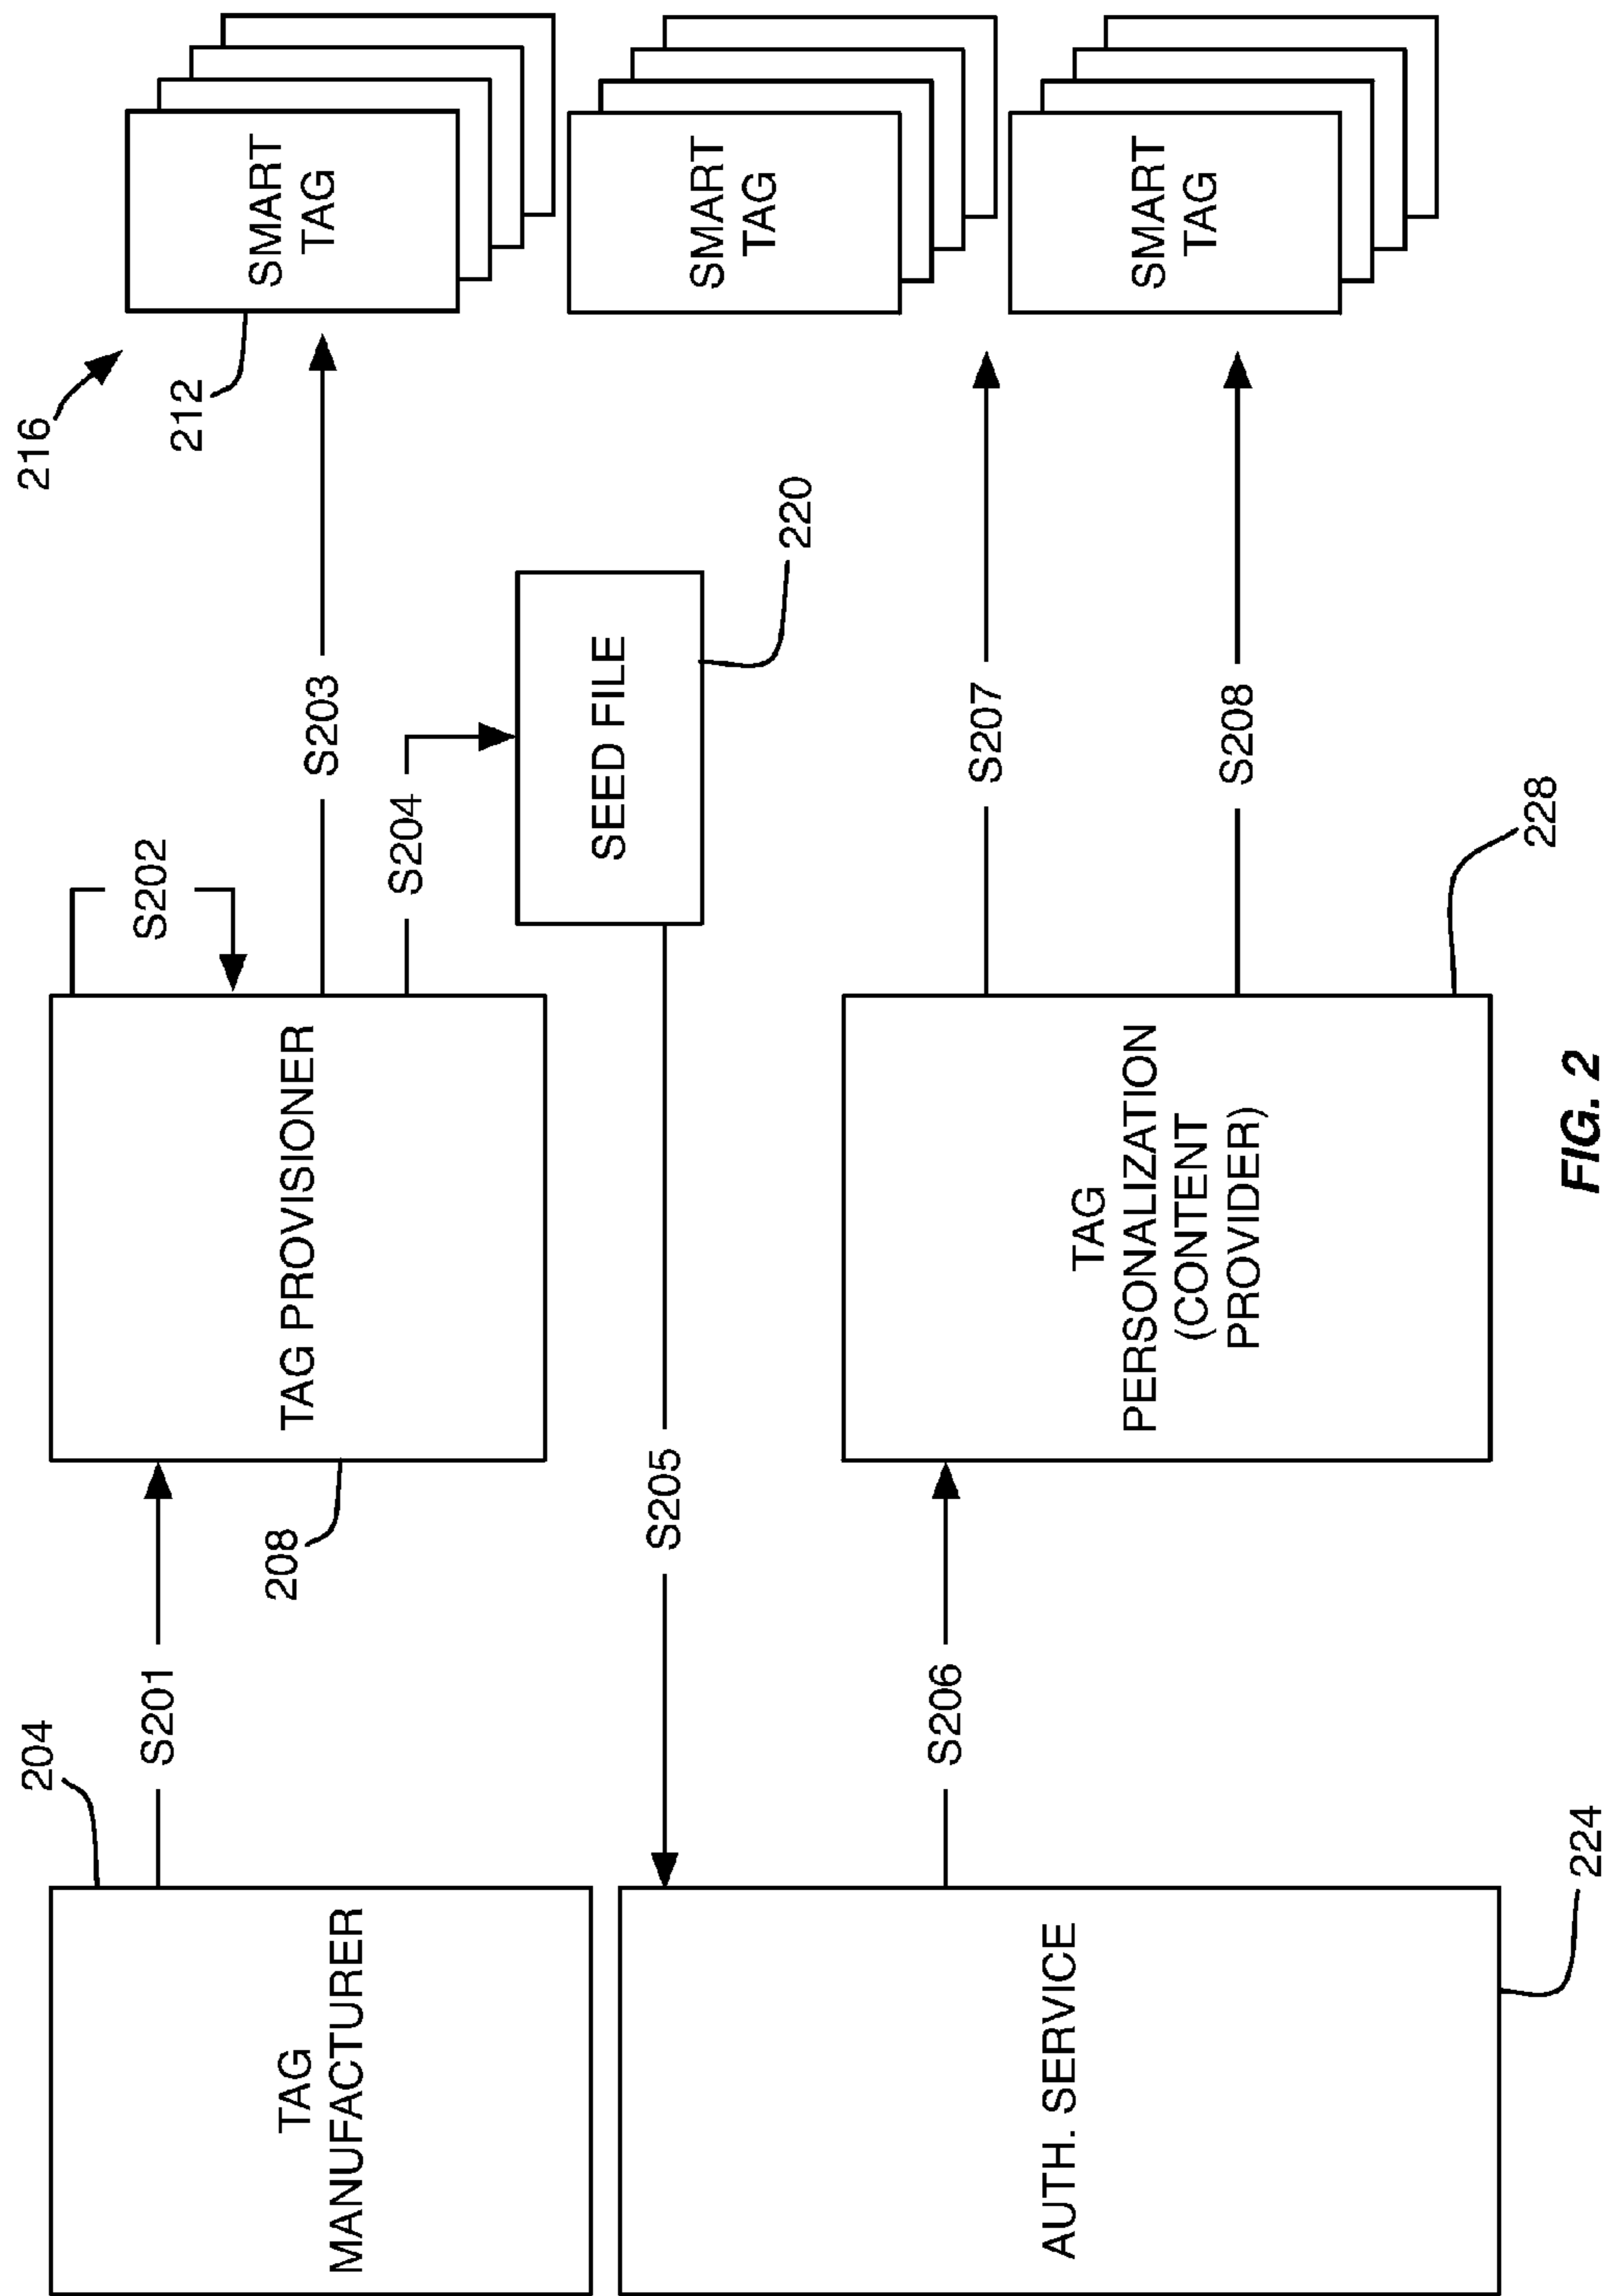 204
TAG
MANUFACTURER
S201
208
TAG PROVISIONER
S202
S203
S204
216
212
SMART
TAG
SEED FILE
220
SMART
TAG
S205
AUTH. SERVICE
224
S206
TAG
PERSONALIZATION
(CONTENT
PROVIDER)
228
S207
S208
SMART
TAG
FIG. 2